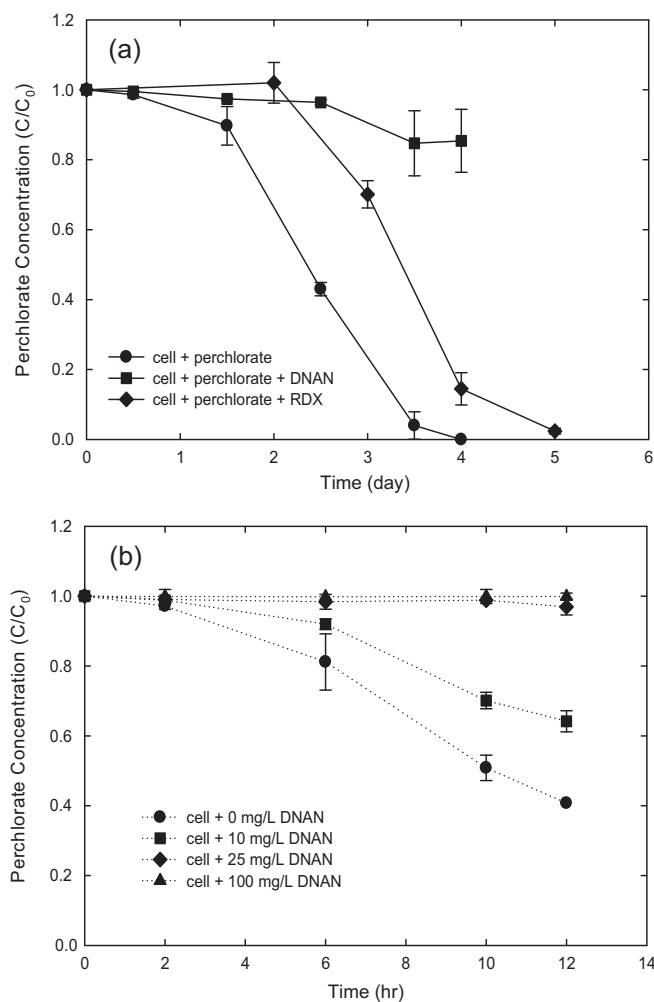 (a)
Perchlorate Concentration (C/C0)
1.2
1.0
0.8
0.6
0.4
0.2
0.0
cell + perchlorate
cell + perchlorate + DNAN
cell + perchlorate + RDX
0 1 2 3 4 5 6
Time (day)
(b)
Perchlorate Concentration (C/C0)
1.2
1.0
0.8
0.6
0.4
0.2
0.0
cell + 0 mg/L DNAN
cell + 10 mg/L DNAN
cell + 25 mg/L DNAN
cell + 100 mg/L DNAN
0 2 4 6 8 10 12 14
Time (hr)